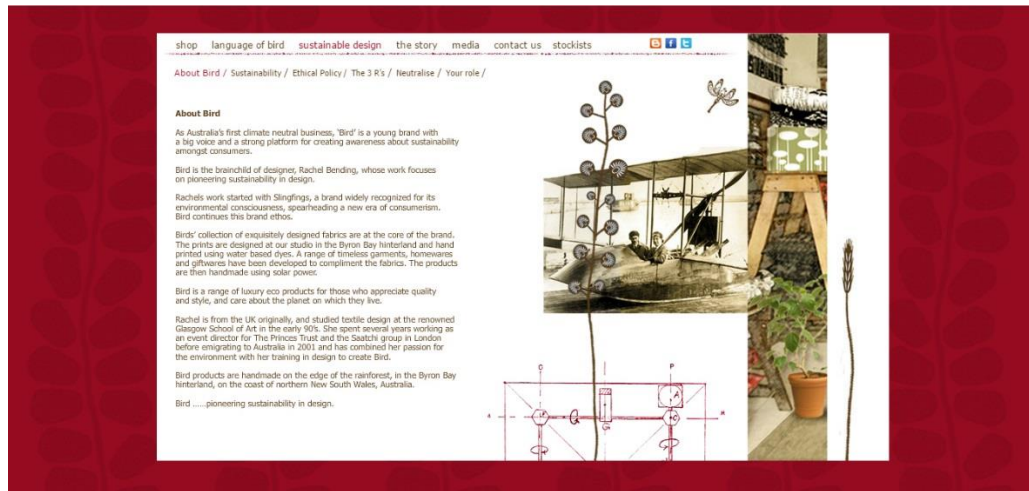 shop language of bird sustainable design the story media contact us stockists
About Bird / Sustainability / Ethical Policy / The 3 R's / Neutralise / Your role /
About Bird
As Australia's first climate neutral business, 'Bird' is a young brand with
a big voice and a strong platform for creating awareness about sustainability
amongst consumers.
Bird is the brainchild of designer, Rachel Bending, whose work focuses
on pioneering sustainability in design.
Rachels work started with Slingfings, a brand widely recognized for its
environmental consciousness, spearheading a new era of consumerism.
Bird continues this brand ethos.
Birds' collection of exquisitely designed fabrics are at the core of the brand.
The prints are designed at our studio in the Byron Bay hinterland and hand
printed using water based dyes. A range of timeless garments, homewares
and giftwares have been developed to compliment the fabrics. The products
are then handmade using solar power.
Bird is a range of luxury eco products for those who appreciate quality
and style, and care about the planet on which they live.
Rachel is from the UK originally, and studied textile design at the renowned
Glasgow School of Art in the early 90's. She spent several years working as
an event director for The Princes Trust and the Saatchi group in London
before emigrating to Australia in 2001 and has combined her passion for
the environment with her training in design to create Bird.
Bird products are handmade on the edge of the rainforest, in the Byron Bay
hinterland, on the coast of northern New South Wales, Australia.
Bird ......pioneering sustainability in design.
P
A
G
C